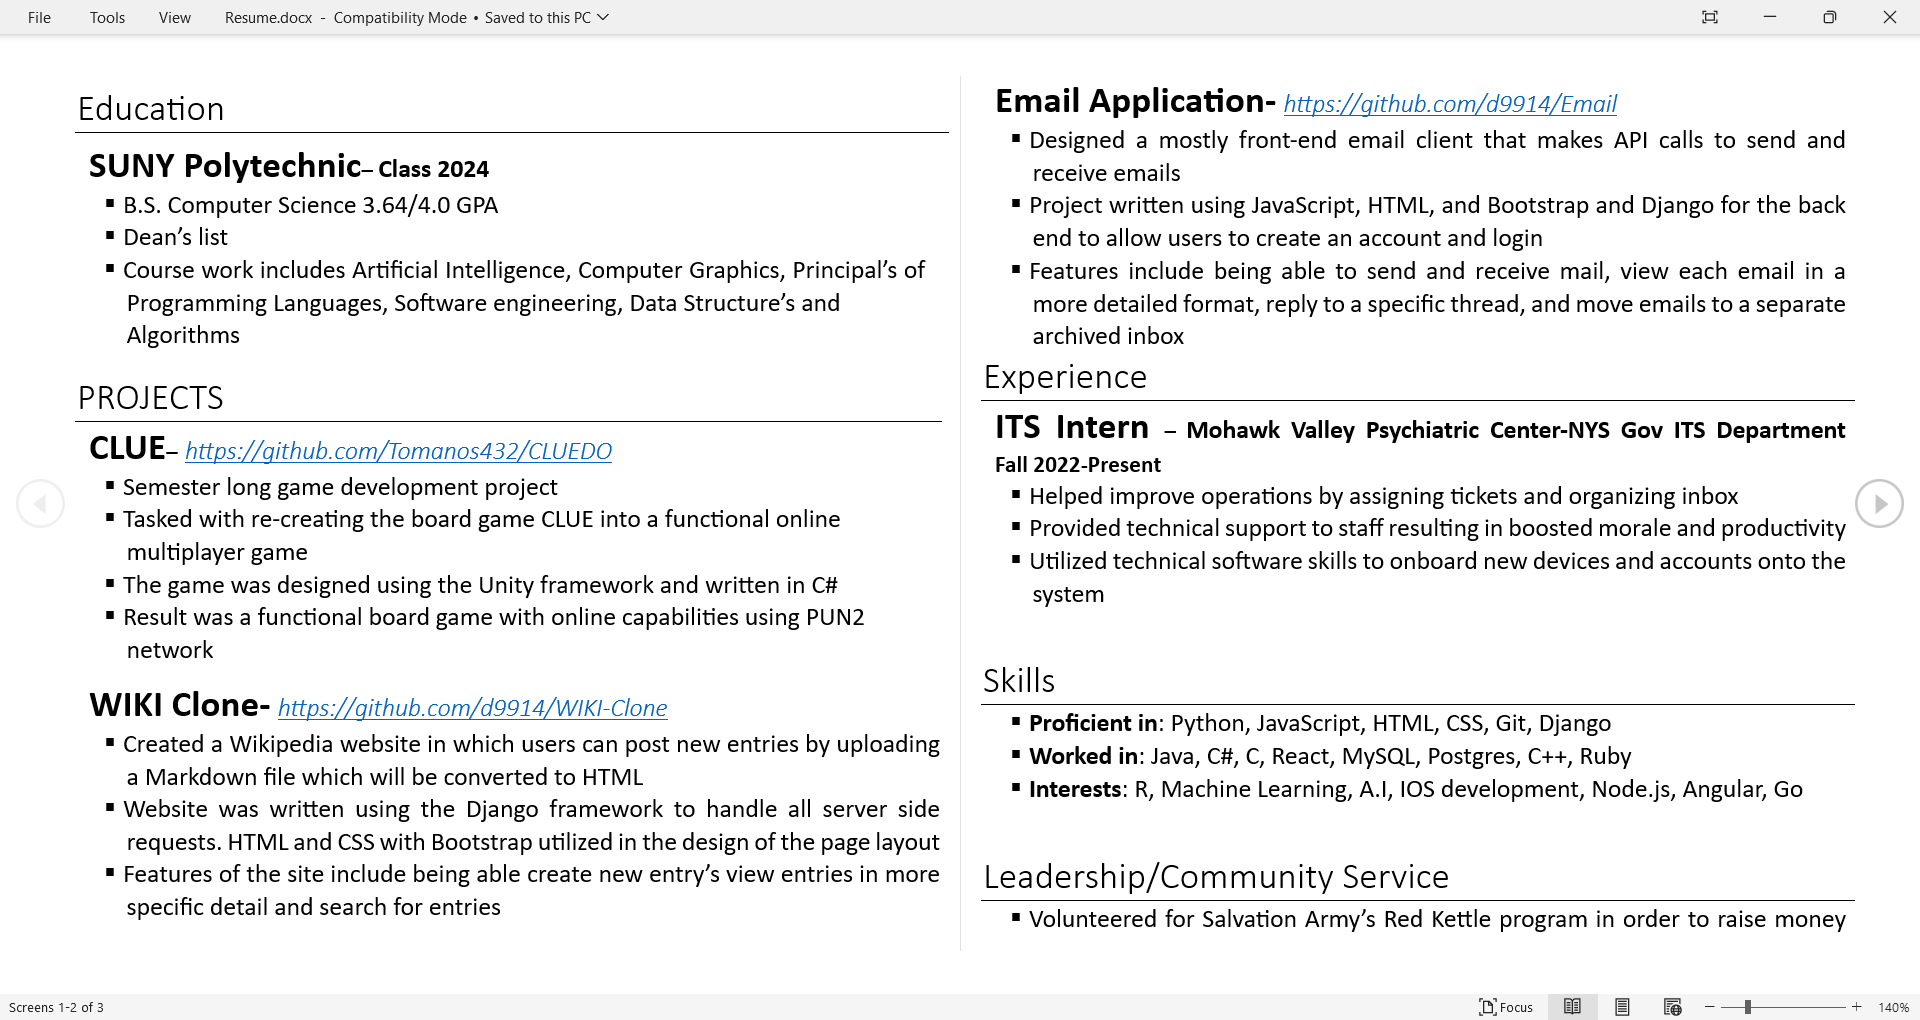 File Tools View Resume.docx - Compatibility Mode • Saved to this PC
Education
SUNY Polytechnic– Class 2024
▪ B.S. Computer Science 3.64/4.0 GPA
▪ Dean’s list
▪ Course work includes Artificial Intelligence, Computer Graphics, Principal’s of
Programming Languages, Software engineering, Data Structure’s and
Algorithms
PROJECTS
CLUE– https://github.com/Tomanos432/CLUEDO
▪ Semester long game development project
▪ Tasked with re-creating the board game CLUE into a functional online
multiplayer game
▪ The game was designed using the Unity framework and written in C#
▪ Result was a functional board game with online capabilities using PUN2
network
WIKI Clone- https://github.com/d9914/WIKI-Clone
▪ Created a Wikipedia website in which users can post new entries by uploading
a Markdown file which will be converted to HTML
▪ Website was written using the Django framework to handle all server side
requests. HTML and CSS with Bootstrap utilized in the design of the page layout
▪ Features of the site include being able create new entry’s view entries in more
specific detail and search for entries
Email Application- https://github.com/d9914/Email
▪ Designed a mostly front-end email client that makes API calls to send and
receive emails
▪ Project written using JavaScript, HTML, and Bootstrap and Django for the back
end to allow users to create an account and login
▪ Features include being able to send and receive mail, view each email in a
more detailed format, reply to a specific thread, and move emails to a separate
archived inbox
Experience
ITS Intern – Mohawk Valley Psychiatric Center-NYS Gov ITS Department
Fall 2022-Present
▪ Helped improve operations by assigning tickets and organizing inbox
▪ Provided technical support to staff resulting in boosted morale and productivity
▪ Utilized technical software skills to onboard new devices and accounts onto the
system
Skills
▪ Proficient in: Python, JavaScript, HTML, CSS, Git, Django
▪ Worked in: Java, C#, C, React, MySQL, Postgres, C++, Ruby
▪ Interests: R, Machine Learning, A.I, IOS development, Node.js, Angular, Go
Leadership/Community Service
▪ Volunteered for Salvation Army’s Red Kettle program in order to raise money
Screens 1-2 of 3 Focus 140%